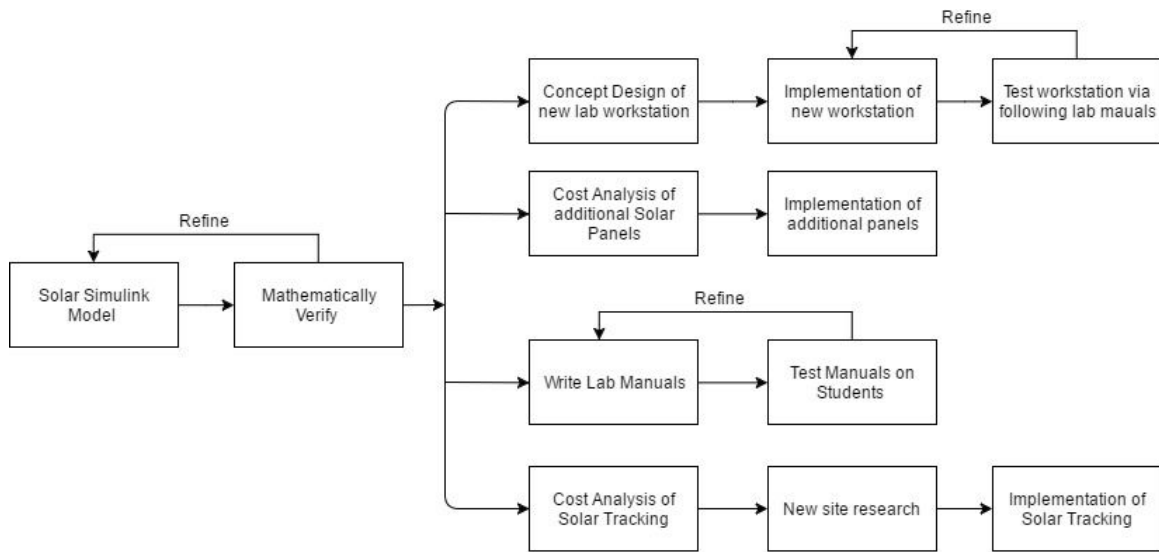 Refine
Concept Design of
new lab workstation
Implementation of
new workstation
Test workstation via
following lab mauals
Cost Analysis of
additional Solar
Panels
Implementation of
additional panels
Refine
Solar Simulink
Model
Mathematically
Verify
Refine
Write Lab Manuals
Test Manuals on
Students
Cost Analysis of
Solar Tracking
New site research
Implementation of
Solar Tracking